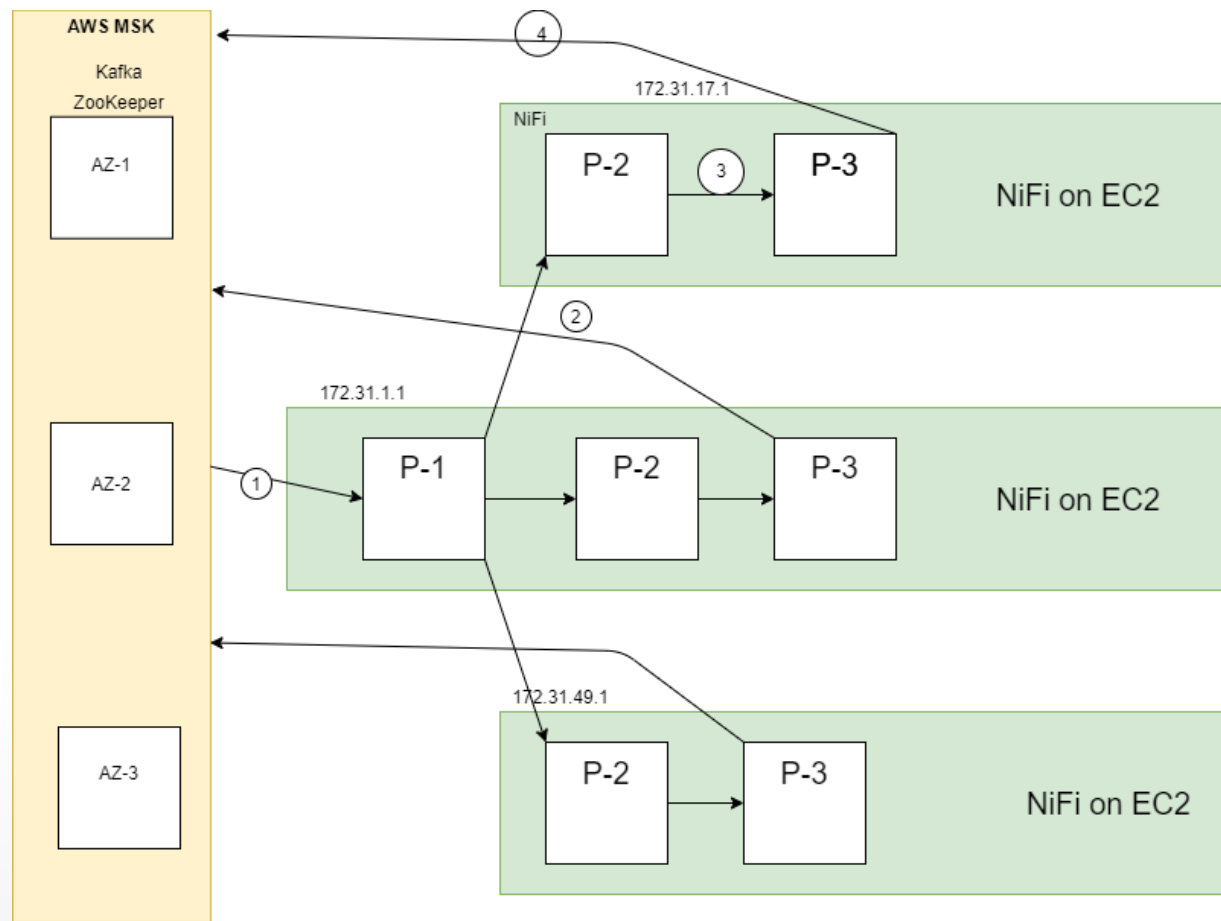 AWS MSK
Kafka
ZooKeeper
AZ-1
AZ-2
AZ-3
4
172.31.17.1
NiFi
P-2
3
P-3
NiFi on EC2
2
172.31.1.1
1
P-1
P-2
P-3
NiFi on EC2
172.31.49.1
P-2
P-3
NiFi on EC2